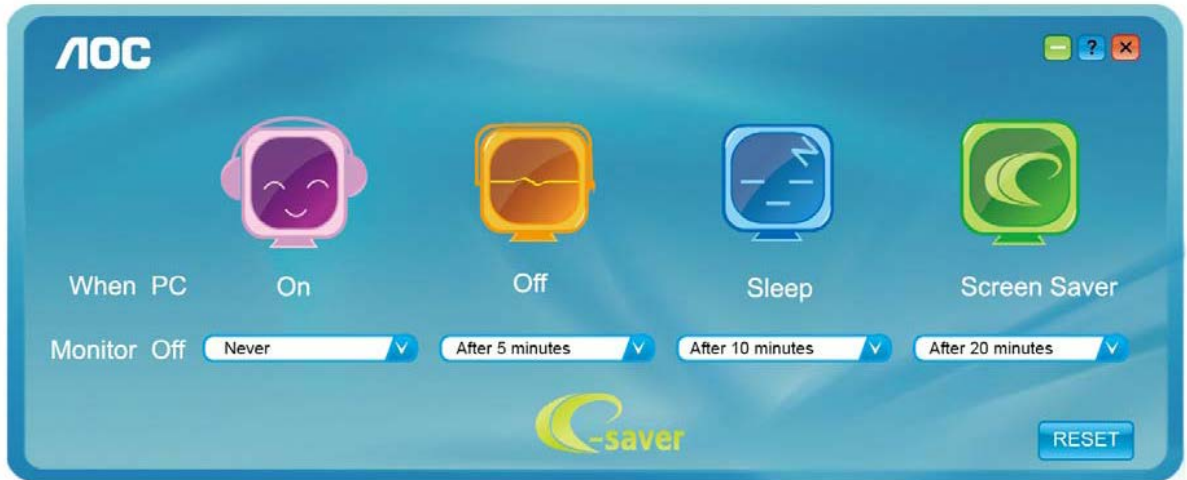 AOC
?
When PC On Off Sleep Screen Saver
Monitor Off Never After 5 minutes After 10 minutes After 20 minutes
e-saver
RESET